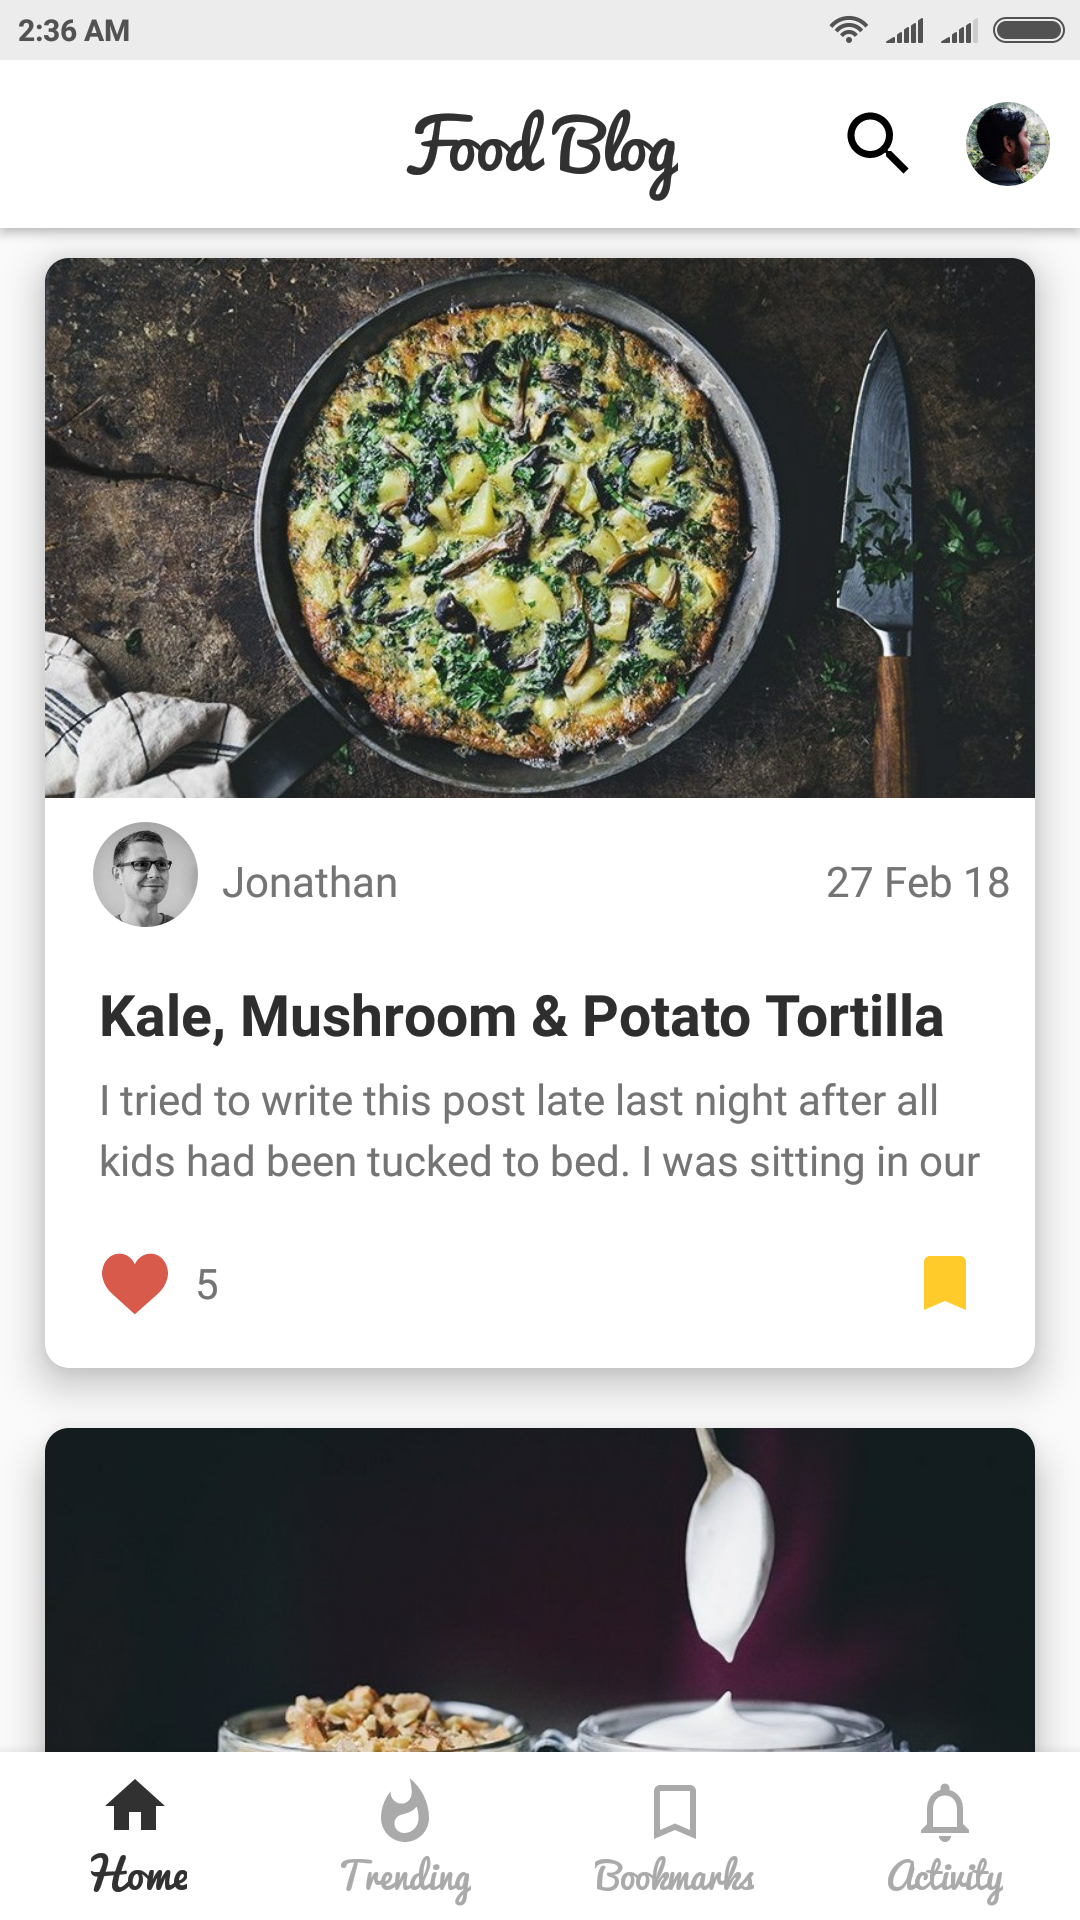 2:36 AM
Food Blog
Jonathan
27 Feb 18
Kale, Mushroom & Potato Tortilla
I tried to write this post late last night after all
kids had been tucked to bed. I was sitting in our
5
Home
Trending
Bookmarks
Activity